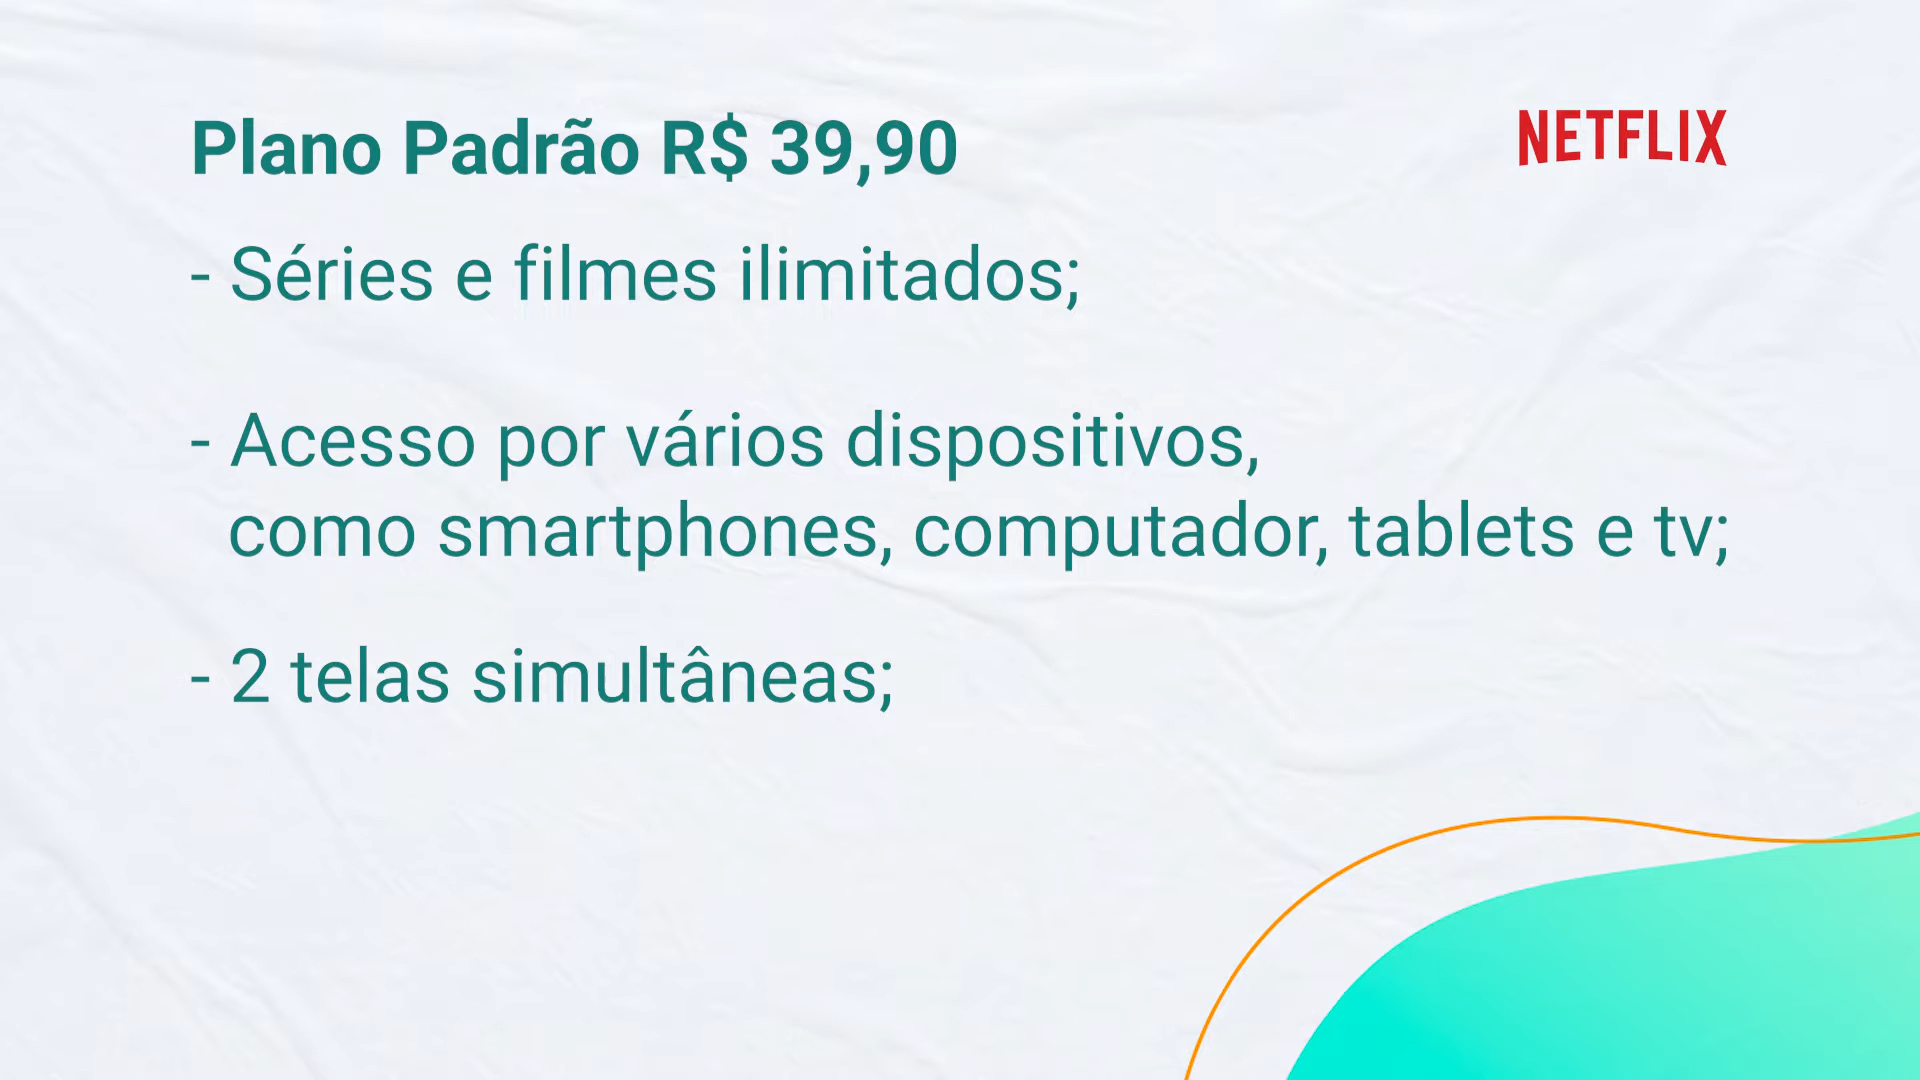 Plano Padrão R$ 39,90
NETFLIX
- Séries e filmes ilimitados;
- Acesso por vários dispositivos,
como smartphones, computador, tablets e tv;
- 2 telas simultâneas;